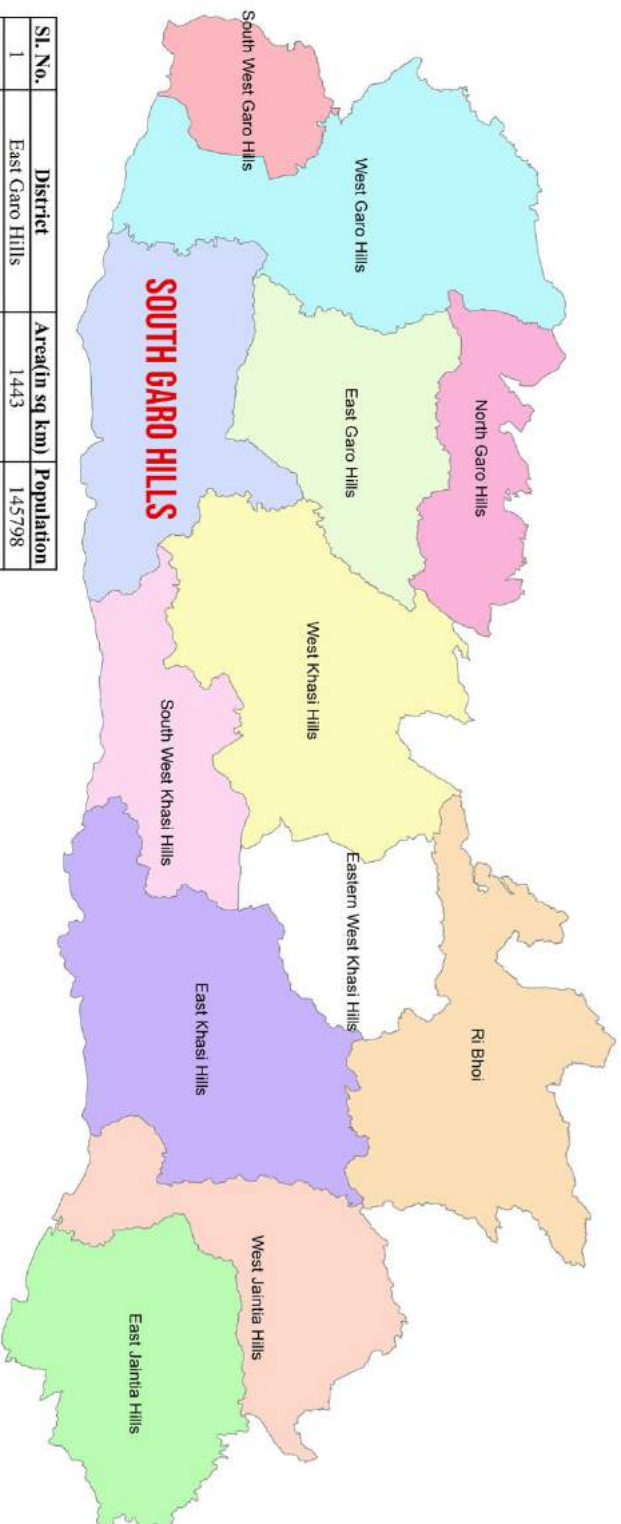 South West Garo Hills
West Garo Hills
North Garo Hills
East Garo Hills
SOUTH GARO HILLS
West Khasi Hills
South West Khasi Hills
Eastern West Khasi Hills
Ri Bhoi
East Khasi Hills
West Jaintia Hills
East Jaintia Hills
Sl. No. District Area(in sq km) Population
1 East Garo Hills 1443 145798